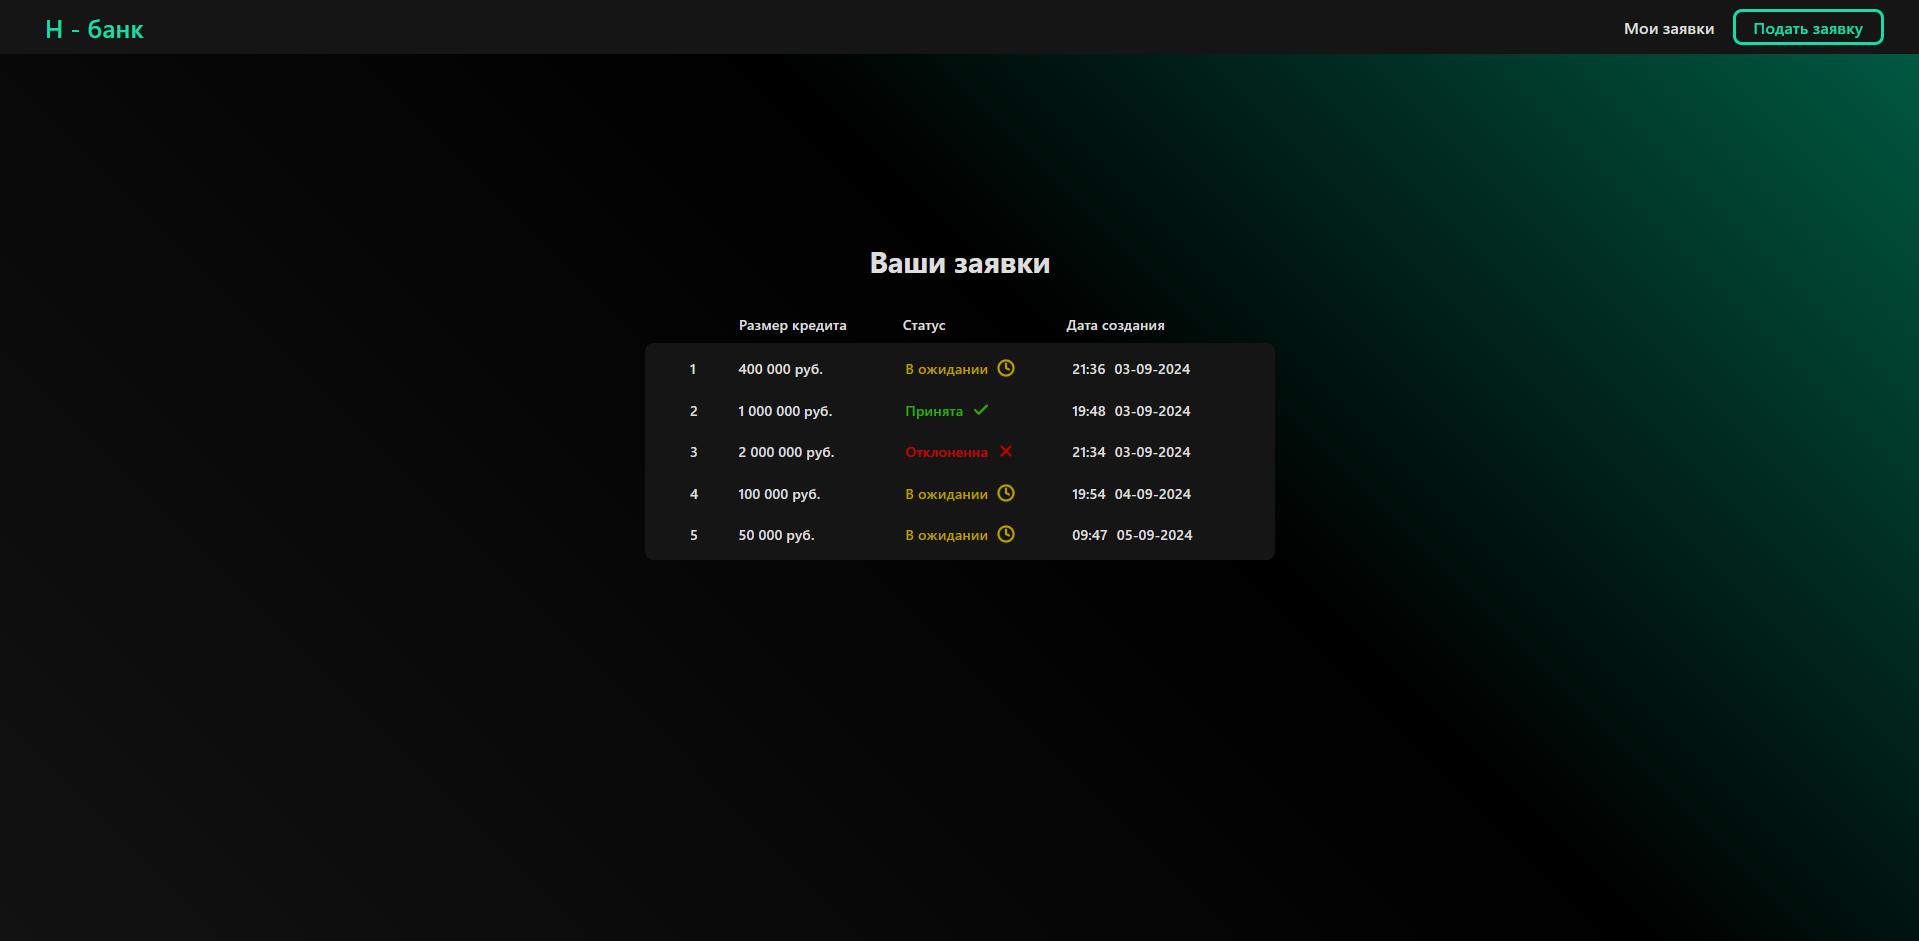 Н - банк
Мои заявки
Подать заявку
Ваши заявки
Размер кредита Статус Дата создания
1 400 000 руб. В ожидании 21:36 03-09-2024
2 1 000 000 руб. Принята 19:48 03-09-2024
3 2 000 000 руб. Отклоненна 21:34 03-09-2024
4 100 000 руб. В ожидании 19:54 04-09-2024
5 50 000 руб. В ожидании 09:47 05-09-2024